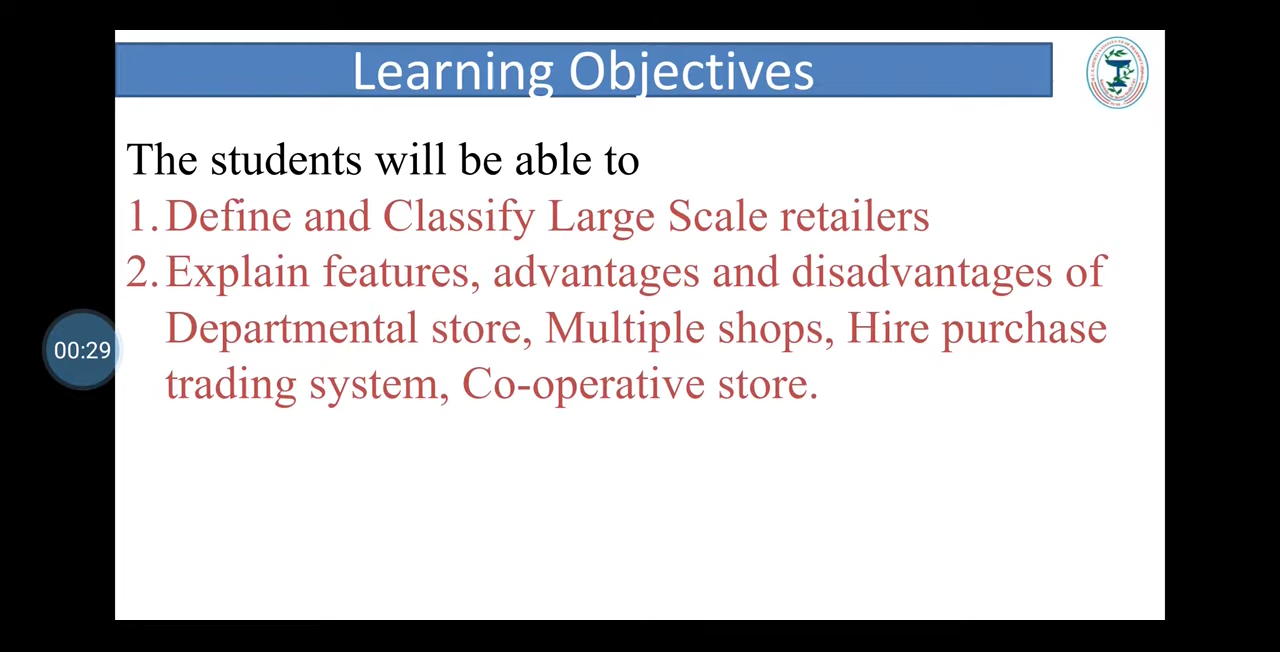 Learning Objectives
The students will be able to
1. Define and Classify Large Scale retailers
2. Explain features, advantages and disadvantages of
Departmental store, Multiple shops, Hire purchase
trading system, Co-operative store.
00:29